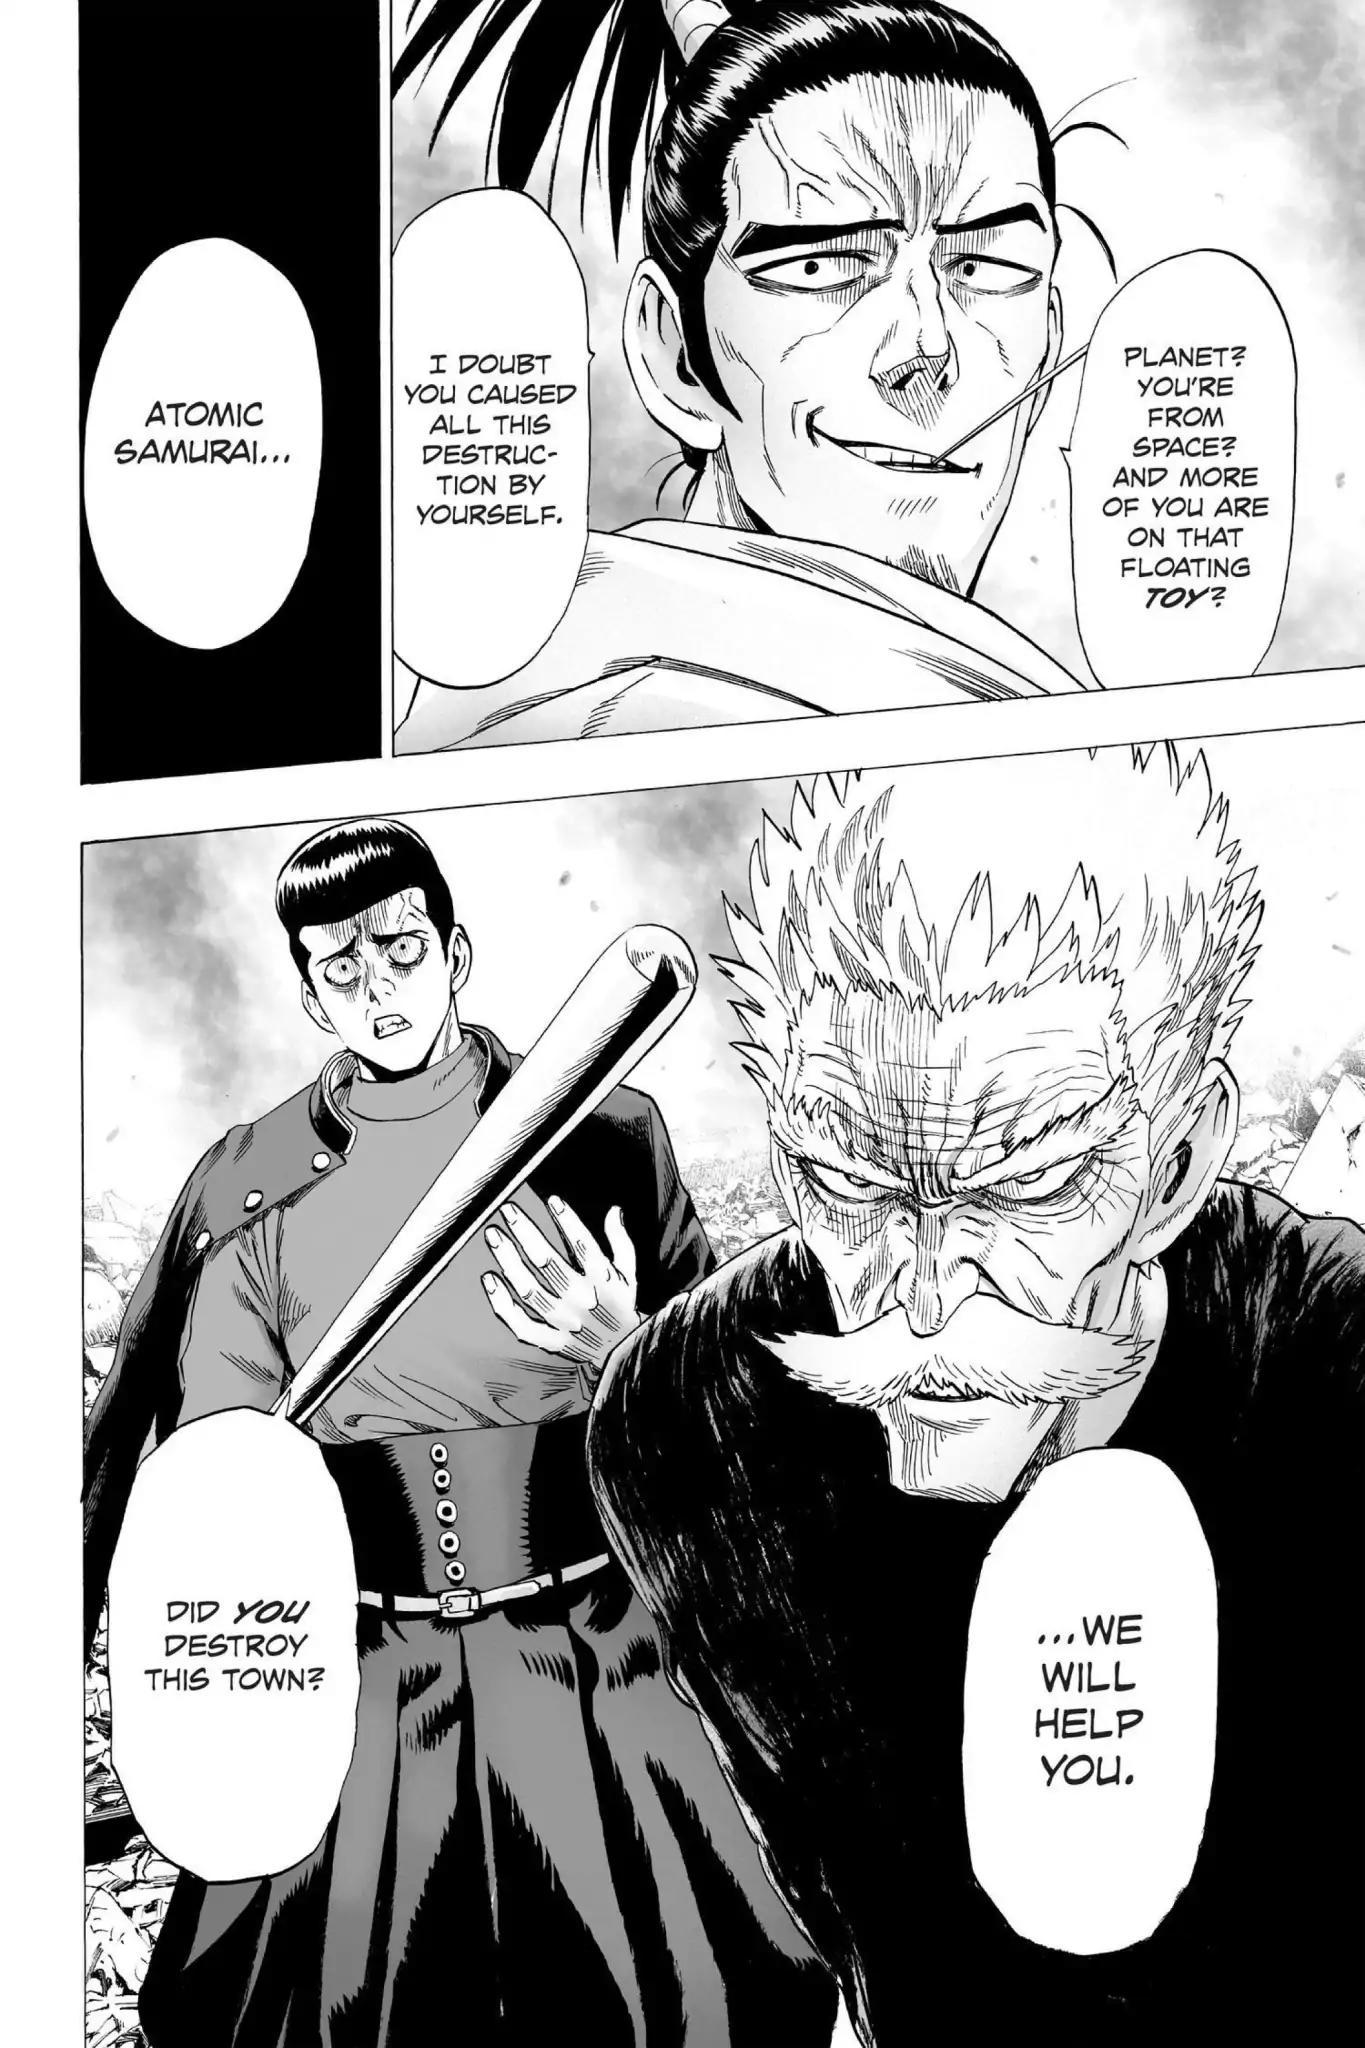 PLANET?
YOU'RE
FROM
SPACE?
AND MORE
OF YOU ARE
ON THAT
FLOATING
TOY?
I DOUBT
YOU CAUSED
ALL THIS
DESTRUC-
TION BY
YOURSELF.
ATOMIC
SAMURAI...
...WE
WILL
HELP
YOU.
DID YOU
DESTROY
THIS TOWN?